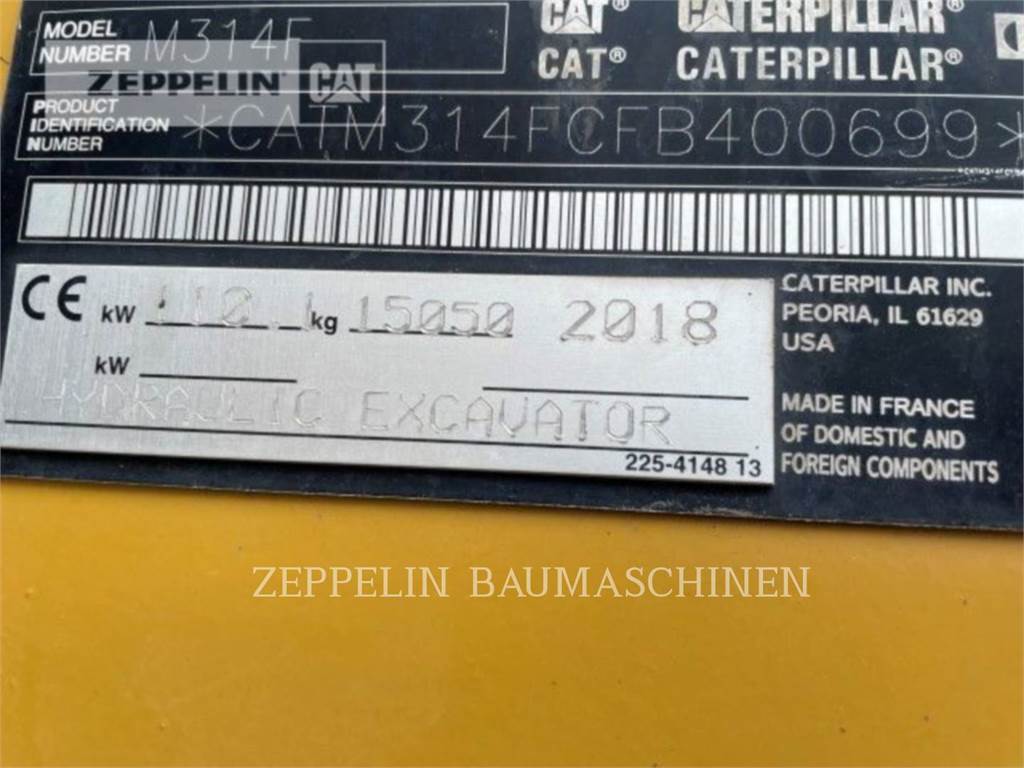 MODEL NUMBER M314F
CAT® CATERPILLAR®
CAT® CATERPILLAR®
ZEPPELIN CAT
PRODUCT
IDENTIFICATION
NUMBER *CATM314FCFB400699*
CE kW 110.1 kg 15050 2018
kW
HYDRAULIC EXCAVATOR
225-4148 13
CATERPILLAR INC.
PEORIA, IL 61629
USA
MADE IN FRANCE
OF DOMESTIC AND
FOREIGN COMPONENTS
ZEPPELIN BAUMASCHINEN